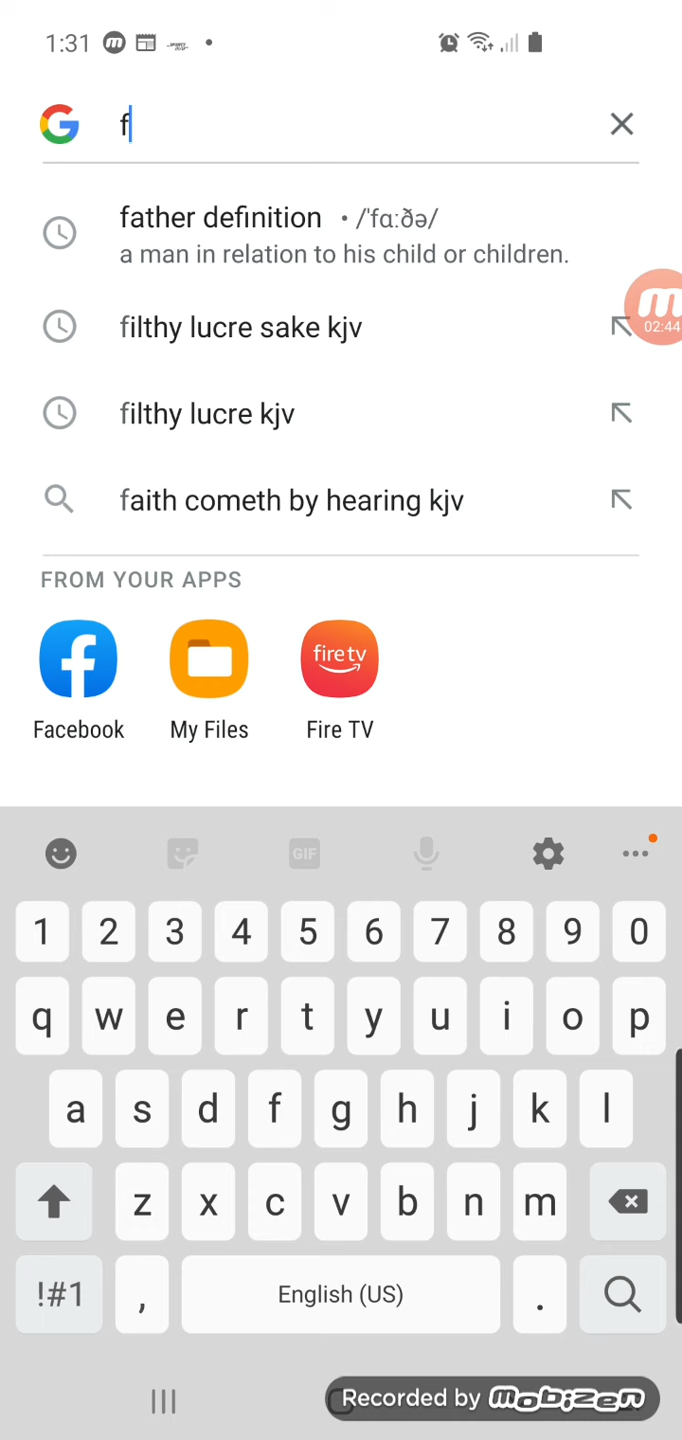 1:31
f
father definition • /ˈfɑːðə/
a man in relation to his child or children.
filthy lucre sake kjv
02:44
filthy lucre kjv
faith cometh by hearing kjv
FROM YOUR APPS
fire tv
Facebook My Files Fire TV
GIF
1 2 3 4 5 6 7 8 9 0
q w e r t y u i o p
a s d f g h j k l
z x c v b n m
!#1 , English (US) .
Recorded by mobizen